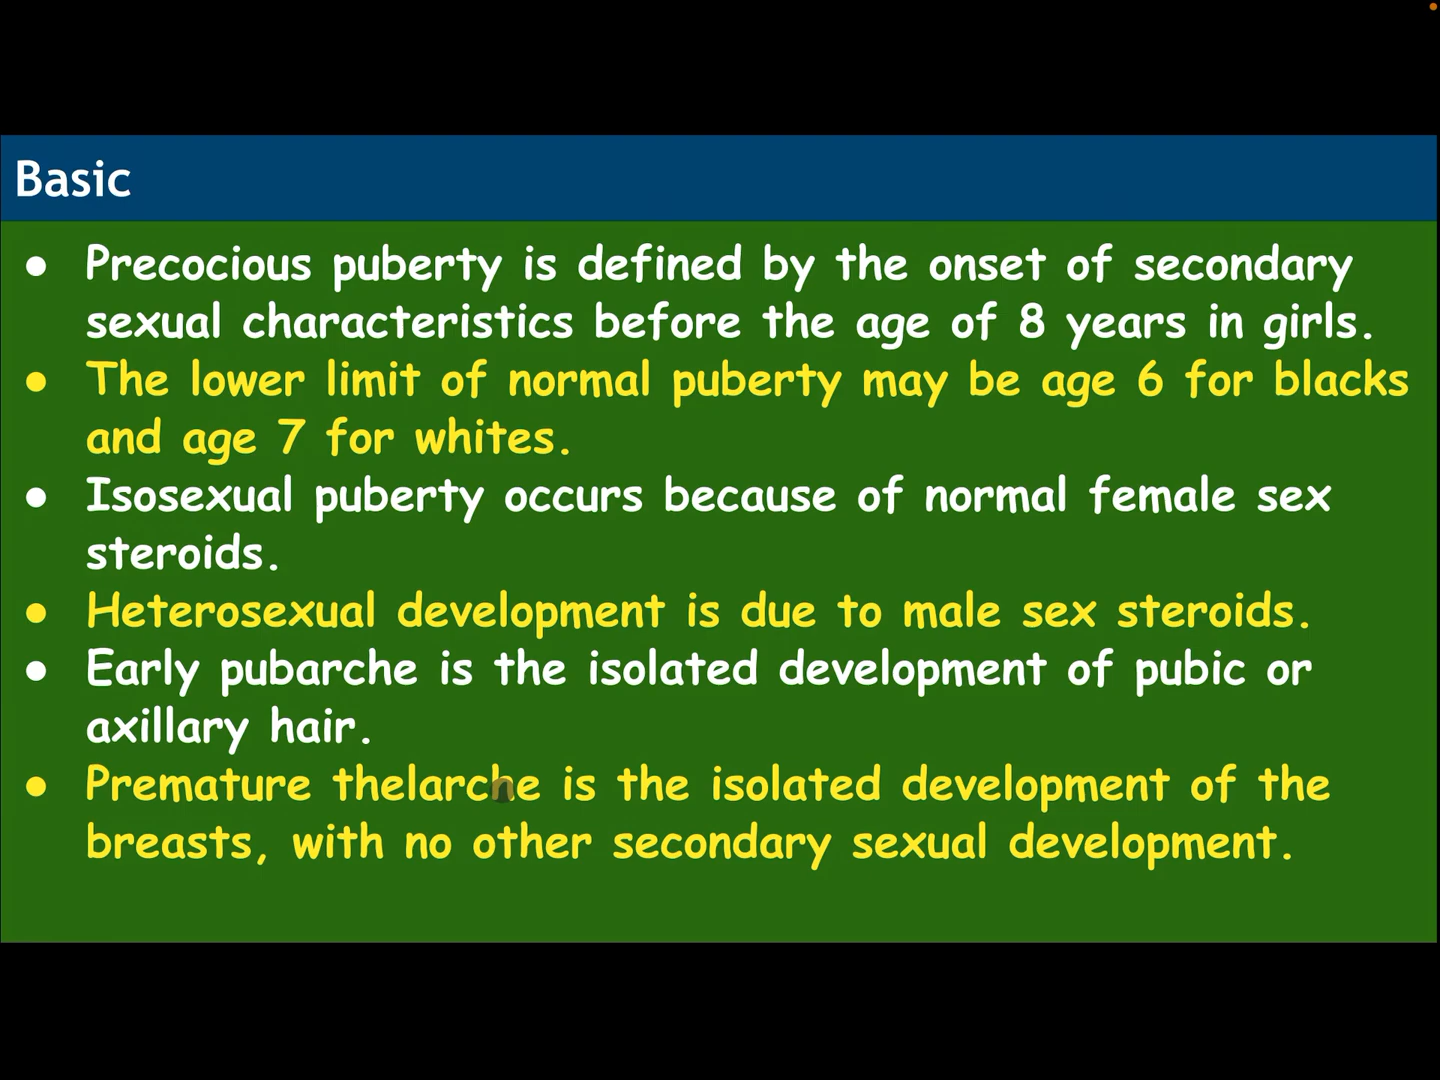 Basic
● Precocious puberty is defined by the onset of secondary
sexual characteristics before the age of 8 years in girls.
● The lower limit of normal puberty may be age 6 for blacks
and age 7 for whites.
● Isosexual puberty occurs because of normal female sex
steroids.
● Heterosexual development is due to male sex steroids.
● Early pubarche is the isolated development of pubic or
axillary hair.
● Premature thelarche is the isolated development of the
breasts, with no other secondary sexual development.